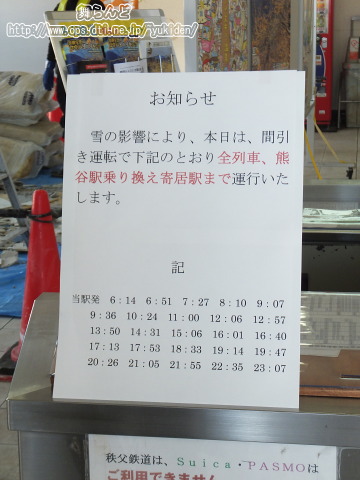 舞らんど
http://www.ops.dti.ne.jp/~yukiden/
お知らせ
雪の影響により、本日は、間引
き運転で下記のとおり全列車、熊
谷駅乗り換え寄居駅まで運行いた
します。
記
当駅発 6：14 6：51 7：27 8：10 9：07
9：36 10：24 11：00 12：06 12：57
13：50 14：31 15：06 16：01 16：40
17：13 17：53 18：33 19：14 19：47
20：26 21：05 21：55 22：35 23：07
秩父鉄道は、Suica・PASMOは
ご利用できません